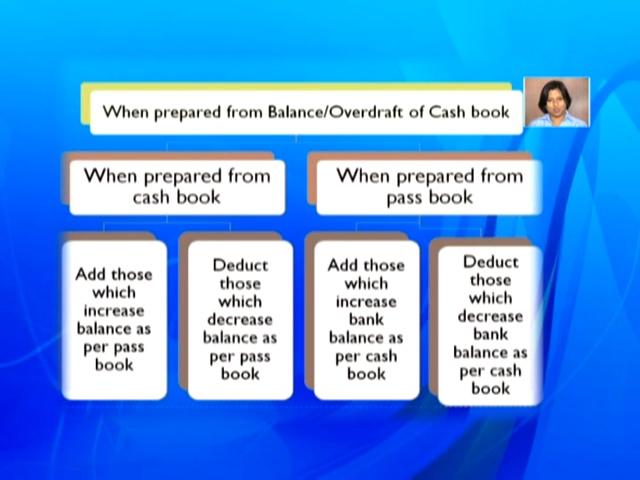 When prepared from Balance/Overdraft of Cash book
When prepared from
cash book
When prepared from
pass book
Add those
which
increase
balance as
per pass
book
Deduct
those
which
decrease
balance as
per pass
book
Add those
which
increase
bank
balance as
per cash
book
Deduct
those
which
decrease
bank
balance as
per cash
book